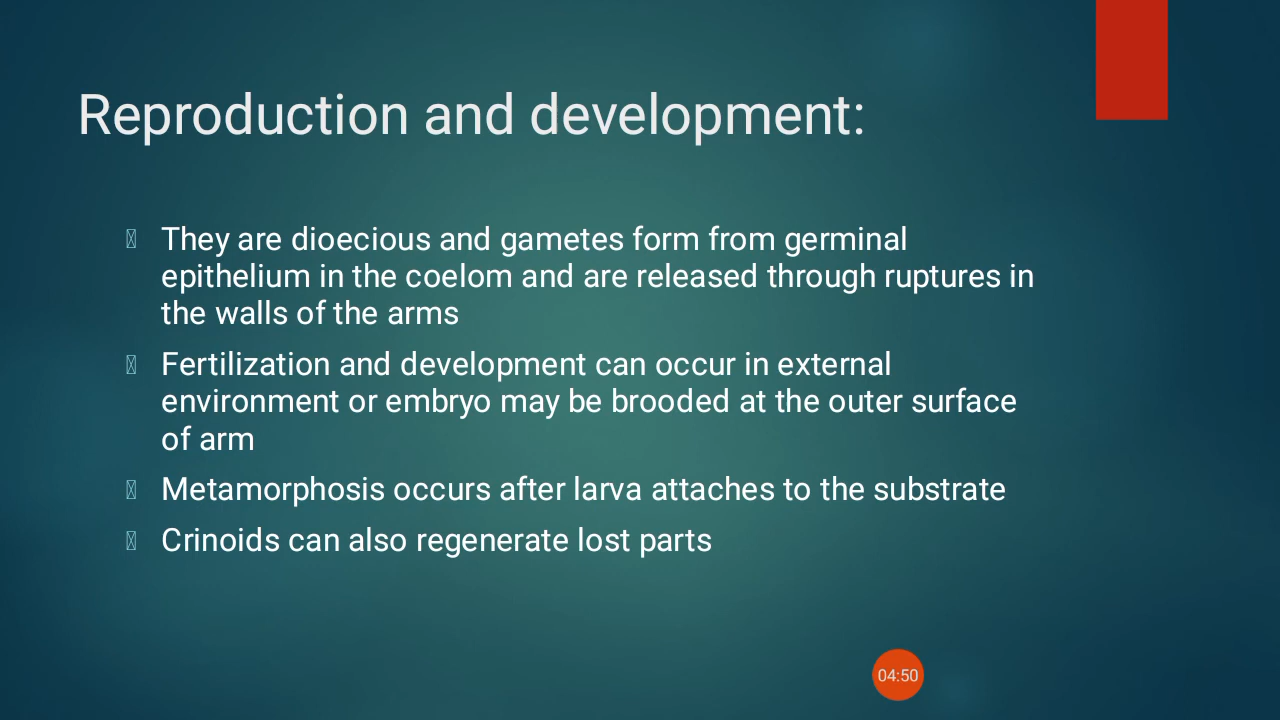 Reproduction and development:
They are dioecious and gametes form from germinal
epithelium in the coelom and are released through ruptures in
the walls of the arms
Fertilization and development can occur in external
environment or embryo may be brooded at the outer surface
of arm
Metamorphosis occurs after larva attaches to the substrate
Crinoids can also regenerate lost parts
04:50